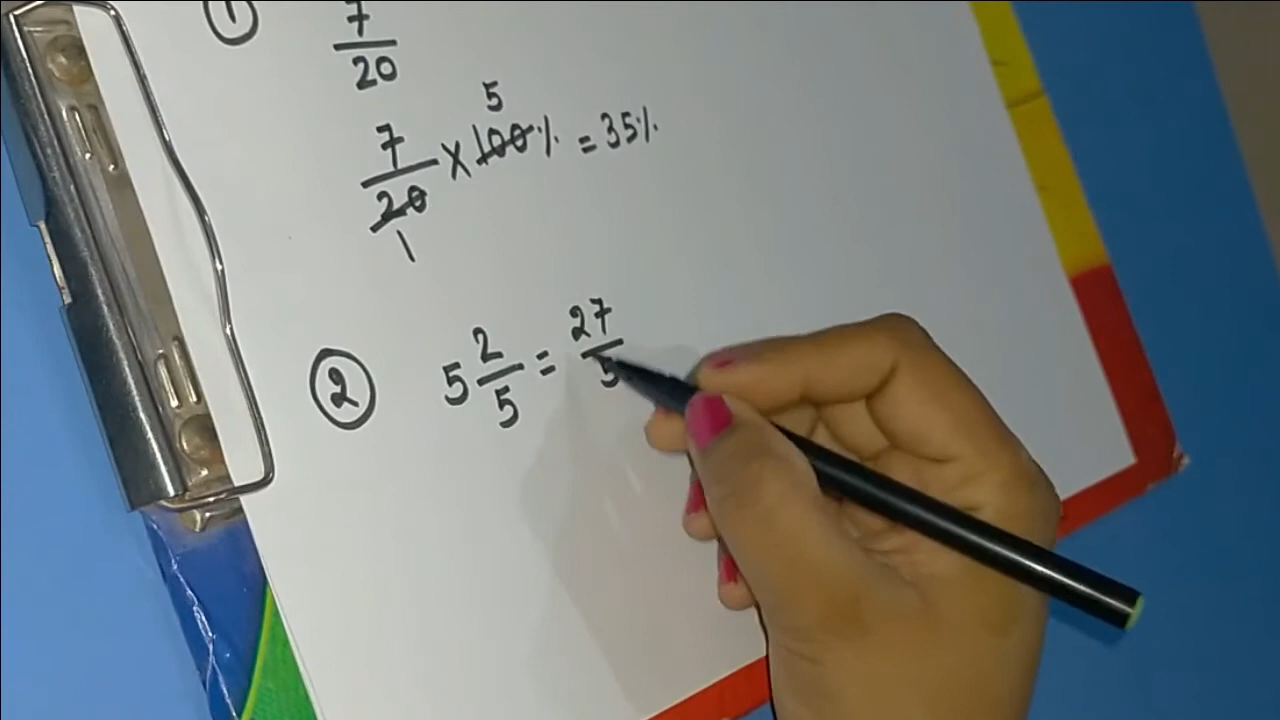 ① 7/20
7/20 × 100% = 35%
5
1
② 5 2/5 = 27/5